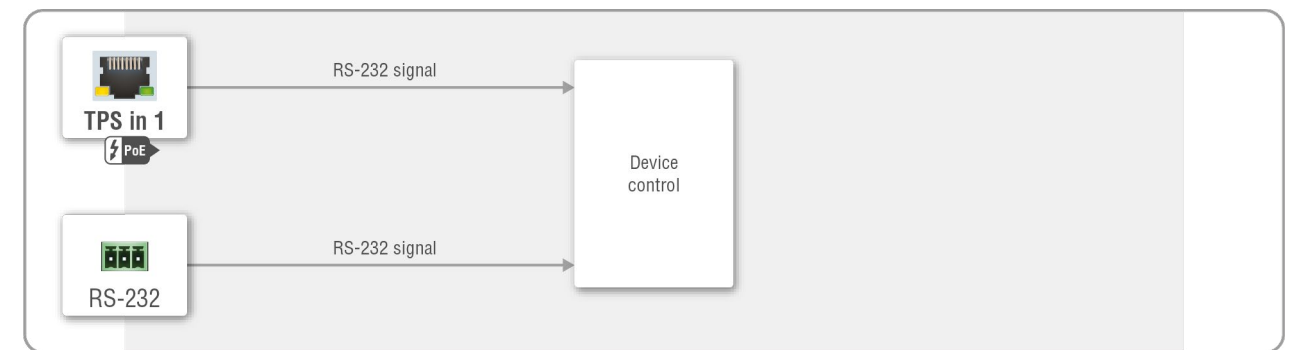 RS-232 signal
TPS in 1
PoE
Device
control
RS-232 signal
RS-232